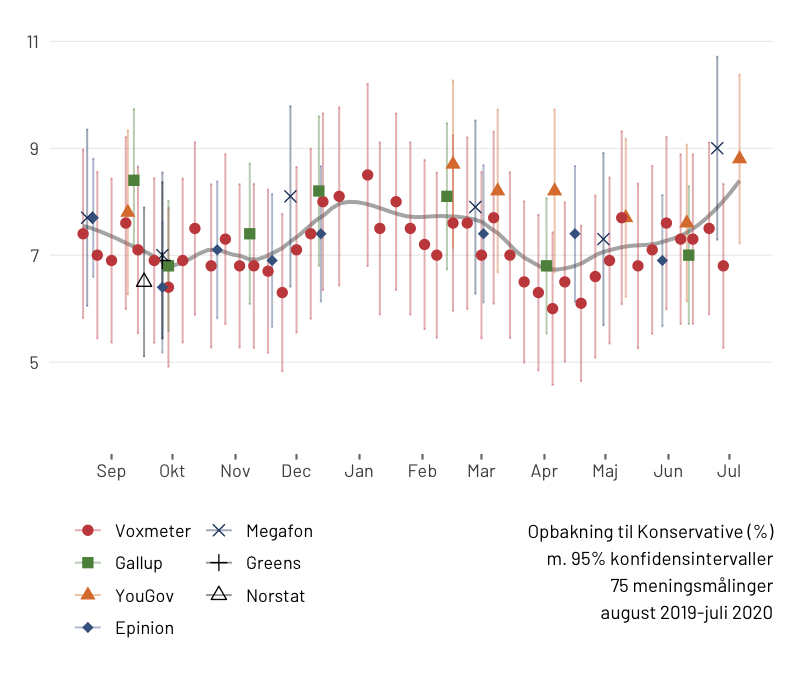 11
9
7
5
Sep Okt Nov Dec Jan Feb Mar Apr Maj Jun Jul
Voxmeter
Gallup
YouGov
Epinion
Megafon
Greens
Norstat
Opbakning til Konservative (%)
m. 95% konfidensintervaller
75 meningsmålinger
august 2019-juli 2020